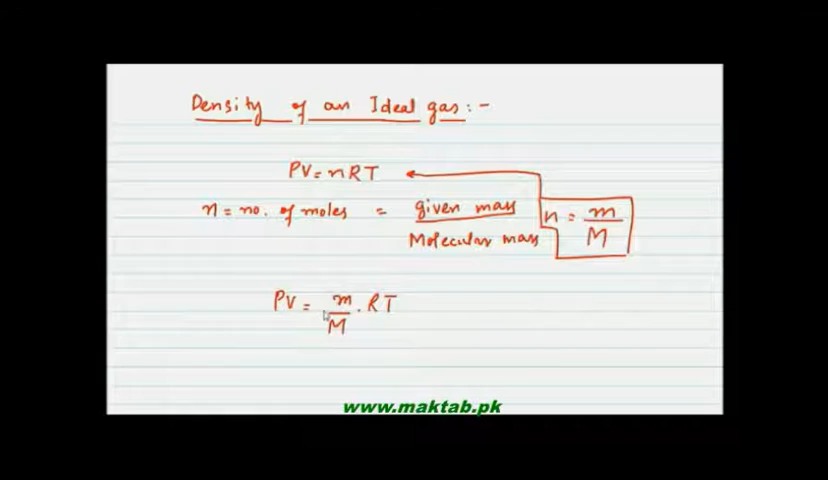 Density of an Ideal gas:-
PV = nRT
n = no. of moles = given mass / Molecular mass
n = m / M
PV = m / M . RT
www.maktab.pk